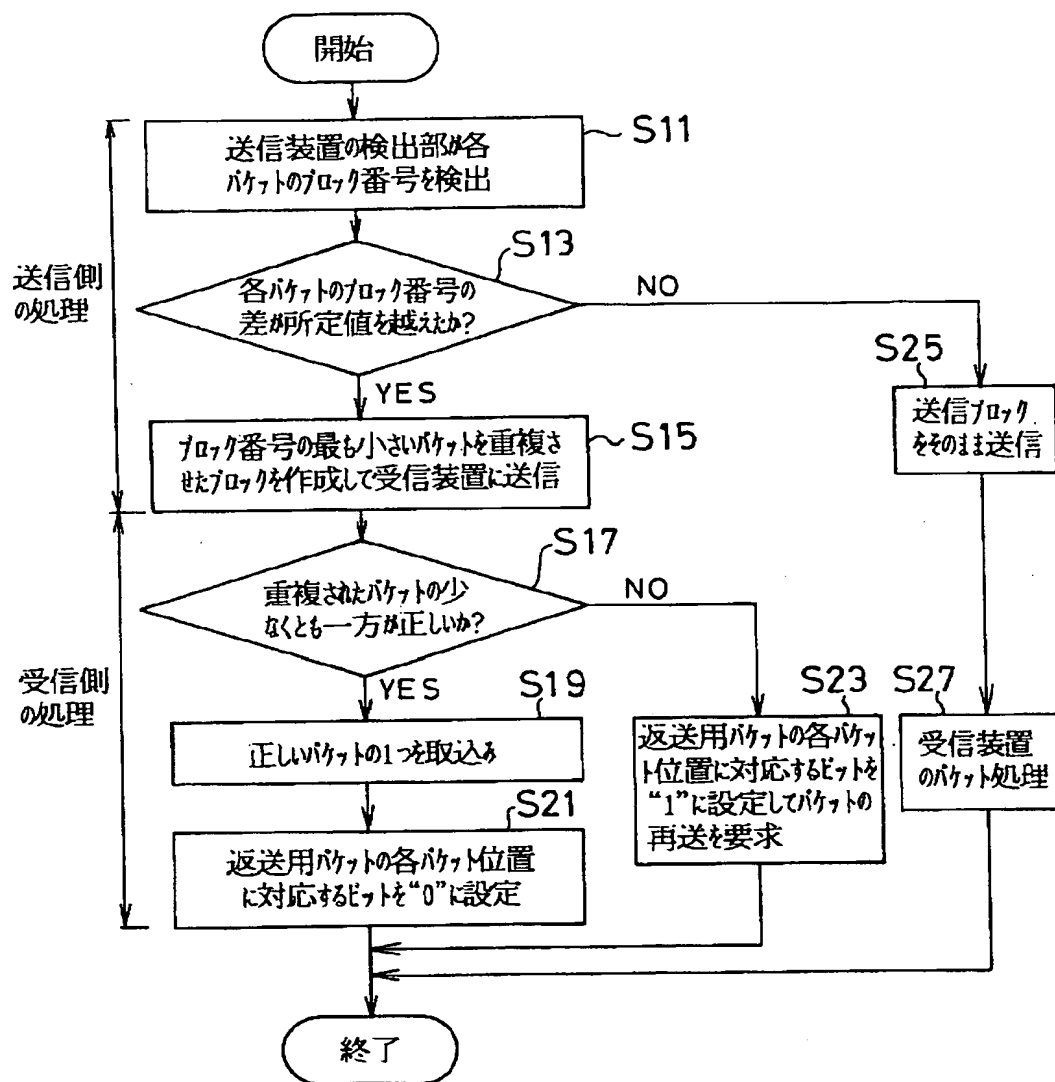 開始
S11
送信装置の検出部が各
パケットのブロック番号を検出
S13
各パケットのブロック番号の
差が所定値を越えたか?
NO
YES
送信側
の処理
S25
送信ブロック
をそのまま送信
S15
ブロック番号の最も小さいパケットを重複さ
せたブロックを作成して受信装置に送信
S17
重複されたパケットの少
なくとも一方が正しいか?
NO
YES
受信側
の処理
S19
正しいパケットの1つを取込み
S23
返送用パケットの各パケッ
ト位置に対応するビットを
“1”に設定してパケットの
再送を要求
S27
受信装置
のパケット処理
S21
返送用パケットの各パケット位置
に対応するビットを“0”に設定
終了